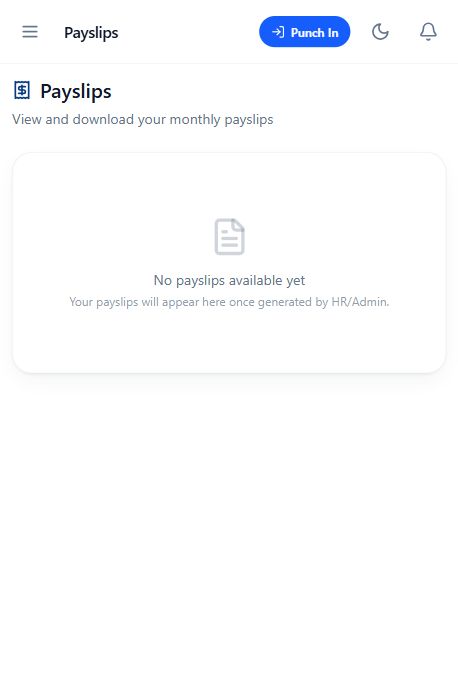 Payslips
Punch In
Payslips
View and download your monthly payslips
No payslips available yet
Your payslips will appear here once generated by HR/Admin.